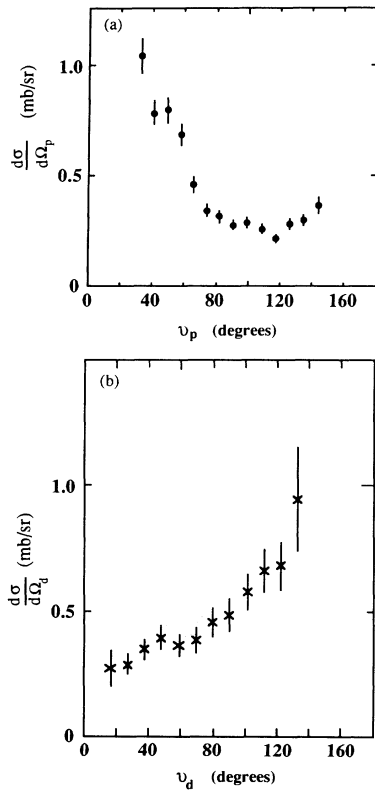 (a)
1.0
0.5
0
dσ
dΩp
(mb/sr)
0 40 80 120 160
υp (degrees)
(b)
1.0
0.5
0
dσ
dΩd
(mb/sr)
0 40 80 120 160
υd (degrees)